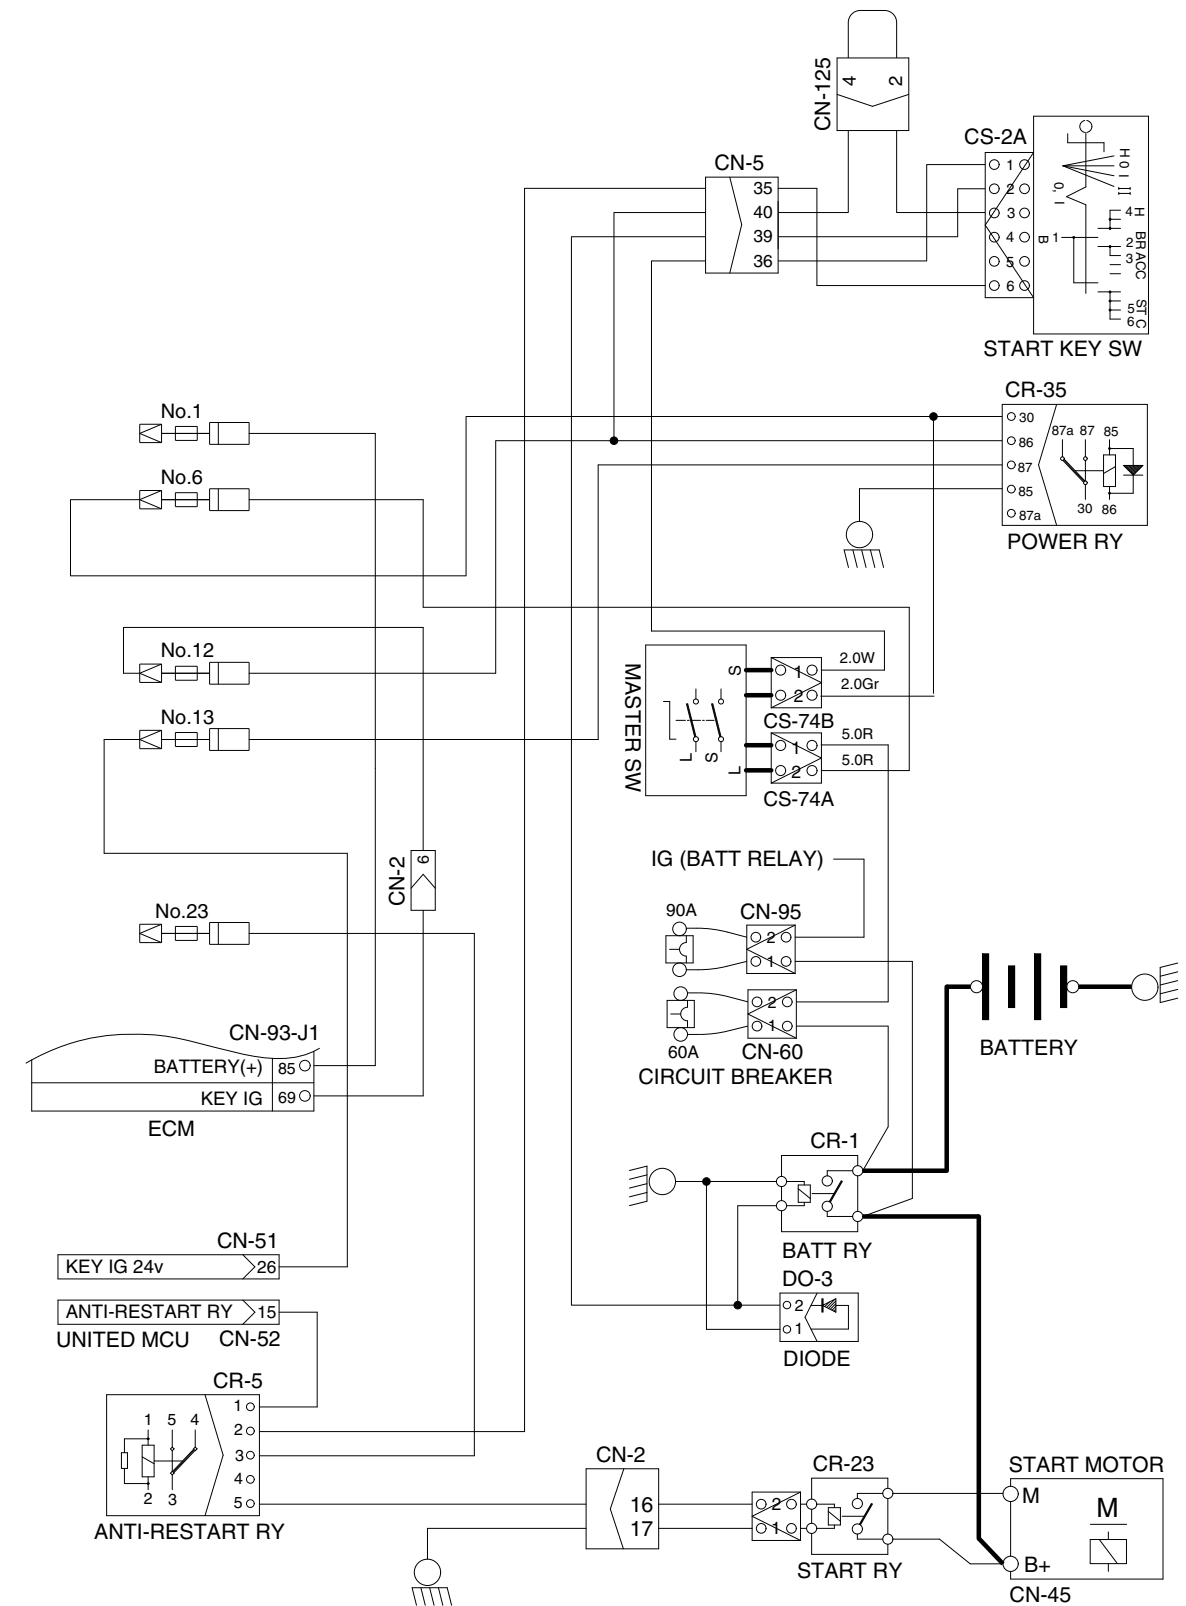 CN-125
4 2
CS-2A
1
2
3
4
5
6
H 0 I II
0, I
4 H
B 1
BR 2
ACC 3
ST 5
C 6
START KEY SW
CN-5
35
40
39
36
CR-35
30
86
87
85
87a
87a 87 85
30 86
POWER RY
No.1
No.6
No.12
No.13
No.23
MASTER SW
S
L
L S
1
2
2.0W
2.0Gr
CS-74B
1
2
5.0R
5.0R
CS-74A
CN-2
6
IG (BATT RELAY)
90A
CN-95
2
1
2
1
60A
CN-60
CIRCUIT BREAKER
BATTERY
CN-93-J1
BATTERY(+) 85
KEY IG 69
ECM
CR-1
BATT RY
DO-3
2
1
DIODE
CN-51
KEY IG 24v 26
ANTI-RESTART RY 15
UNITED MCU CN-52
CR-5
1
2
3
4
5
1 5 4
2 3
ANTI-RESTART RY
CN-2
16
17
CR-23
2
1
START RY
START MOTOR
M
M
B+
CN-45